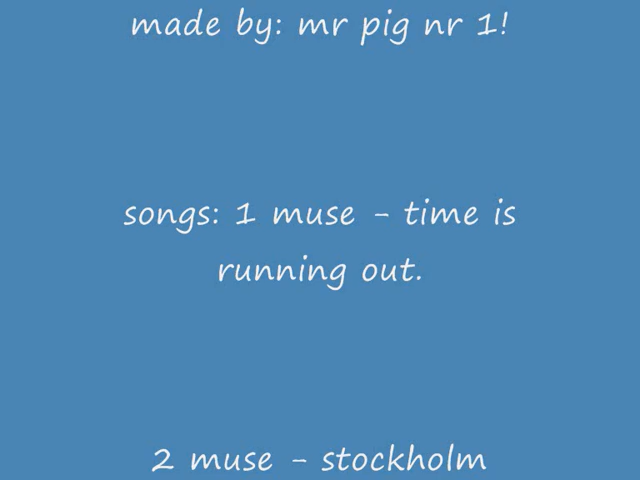 made by: mr pig nr 1!
songs: 1 muse - time is
running out.
2 muse - stockholm